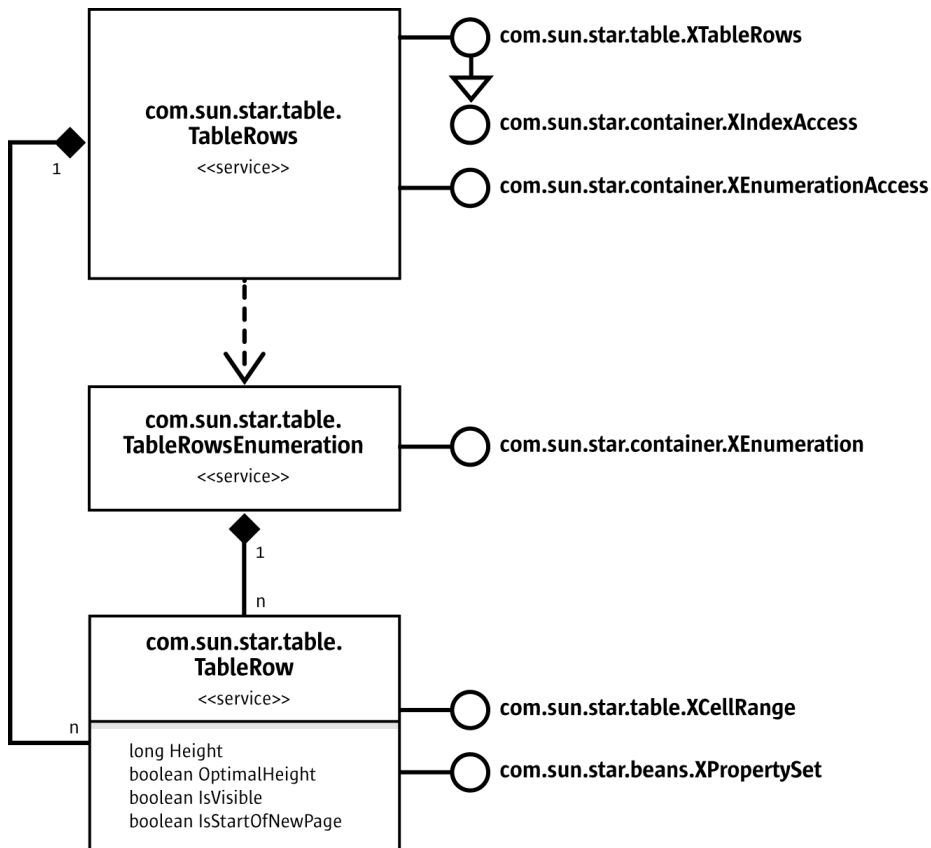 com.sun.star.table.
TableRows
<<service>>
com.sun.star.table.XTableRows
com.sun.star.container.XIndexAccess
com.sun.star.container.XEnumerationAccess
1
com.sun.star.table.
TableRowsEnumeration
<<service>>
com.sun.star.container.XEnumeration
1
n
com.sun.star.table.
TableRow
<<service>>
com.sun.star.table.XCellRange
n
long Height
boolean OptimalHeight
boolean IsVisible
boolean IsStartOfNewPage
com.sun.star.beans.XPropertySet